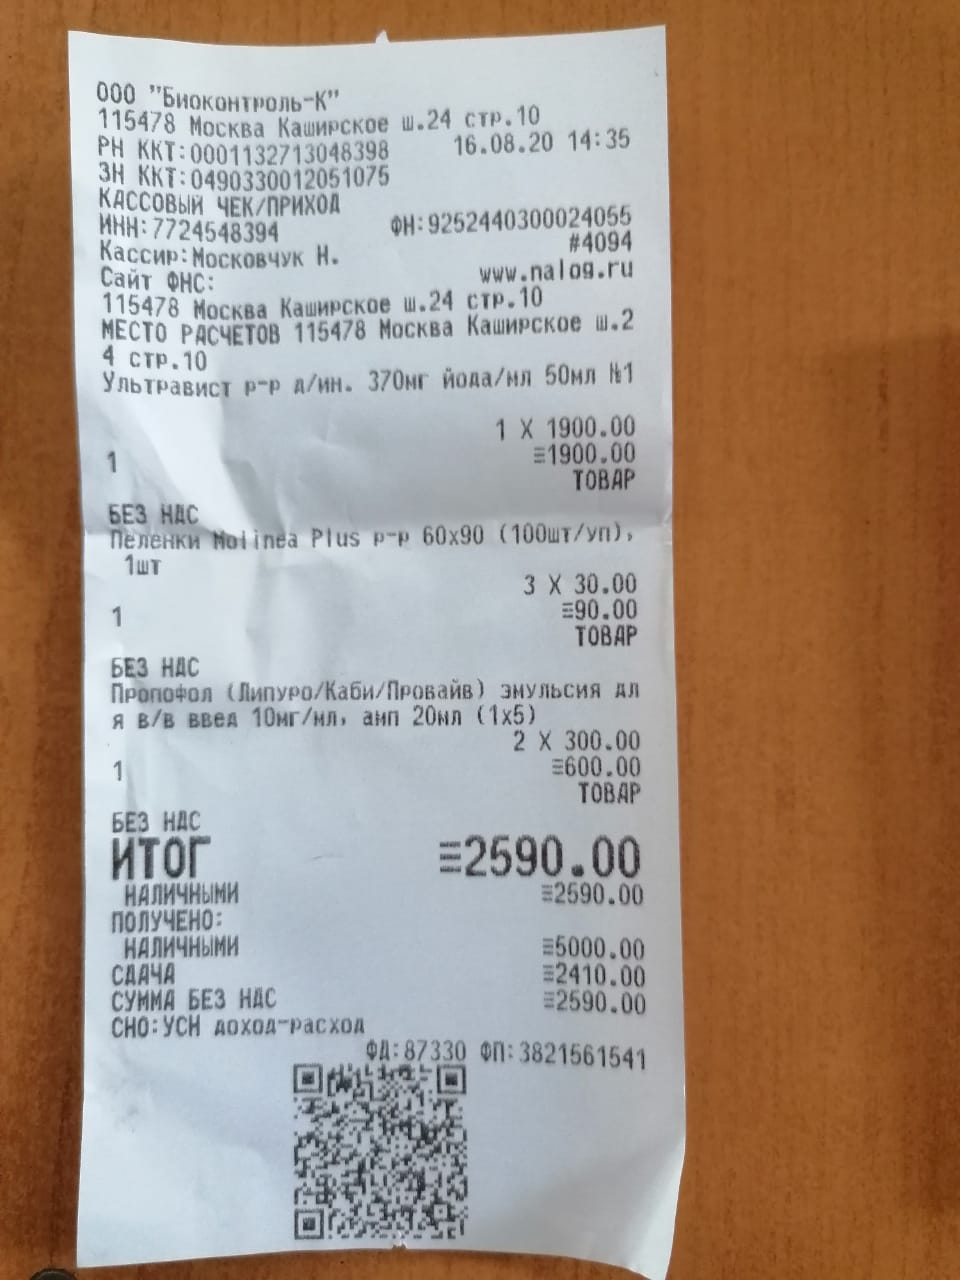 ООО "Биоконтроль-К"
115478 Москва Каширское ш.24 стр.10
РН ККТ:0001132713048398 16.08.20 14:35
ЗН ККТ:0490330012051075
КАССОВЫЙ ЧЕК/ПРИХОД
ИНН:7724548394 ФН:9252440300024055
Кассир:Московчук Н. #4094
Сайт ФНС: www.nalog.ru
115478 Москва Каширское ш.24 стр.10
МЕСТО РАСЧЕТОВ 115478 Москва Каширское ш.2
4 стр.10
Ультравист р-р д/ин. 370мг йода/мл 50мл №1
1 X 1900.00
1 ≡1900.00
ТОВАР
БЕЗ НДС
Пеленки Molinea Plus р-р 60x90 (100шт/уп),
1шт
3 X 30.00
1 ≡90.00
ТОВАР
БЕЗ НДС
Пропофол (Липуро/Каби/Провайв) эмульсия дл
я в/в введ 10мг/мл, амп 20мл (1x5)
2 X 300.00
1 ≡600.00
ТОВАР
БЕЗ НДС
ИТОГ ≡2590.00
НАЛИЧНЫМИ ≡2590.00
ПОЛУЧЕНО:
НАЛИЧНЫМИ ≡5000.00
СДАЧА ≡2410.00
СУММА БЕЗ НДС ≡2590.00
СНО:УСН доход-расход
ФД:87330 ФП:3821561541